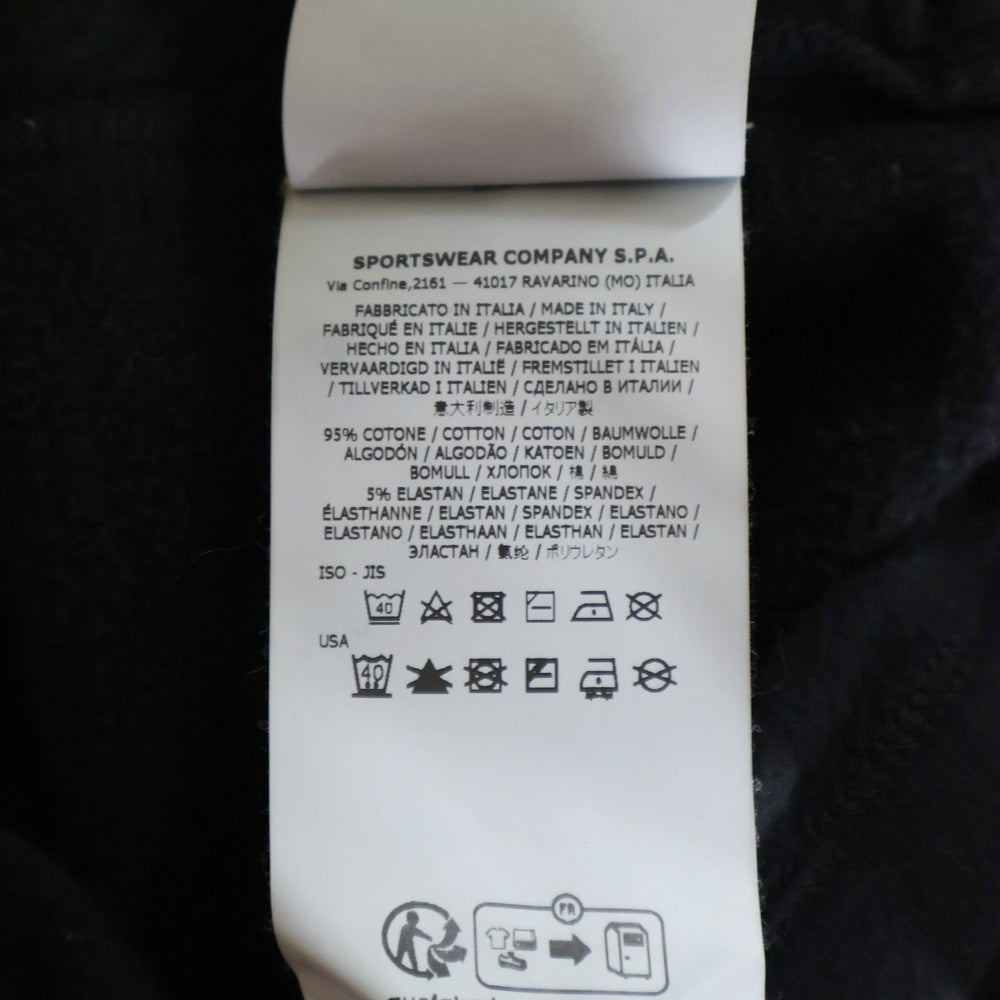 SPORTSWEAR COMPANY S.P.A.
Via Confine,2161 — 41017 RAVARINO (MO) ITALIA
FABBRICATO IN ITALIA / MADE IN ITALY /
FABRIQUÉ EN ITALIE / HERGESTELLT IN ITALIEN /
HECHO EN ITALIA / FABRICADO EM ITÁLIA /
VERVAARDIGD IN ITALIË / FREMSTILLET I ITALIEN
/ TILLVERKAD I ITALIEN / СДЕЛАНО В ИТАЛИИ /
意大利制造 / イタリア製
95% COTONE / COTTON / COTON / BAUMWOLLE /
ALGODÓN / ALGODÃO / KATOEN / BOMULD /
BOMULL / ХЛОПОК / 棉 / 綿
5% ELASTAN / ELASTANE / SPANDEX /
ÉLASTHANNE / ELASTAN / SPANDEX / ELASTANO /
ELASTANO / ELASTHAAN / ELASTHAN / ELASTAN /
ЭЛАСТАН / 氨纶 / ポリウレタン
ISO - JIS
40
USA
40
FR